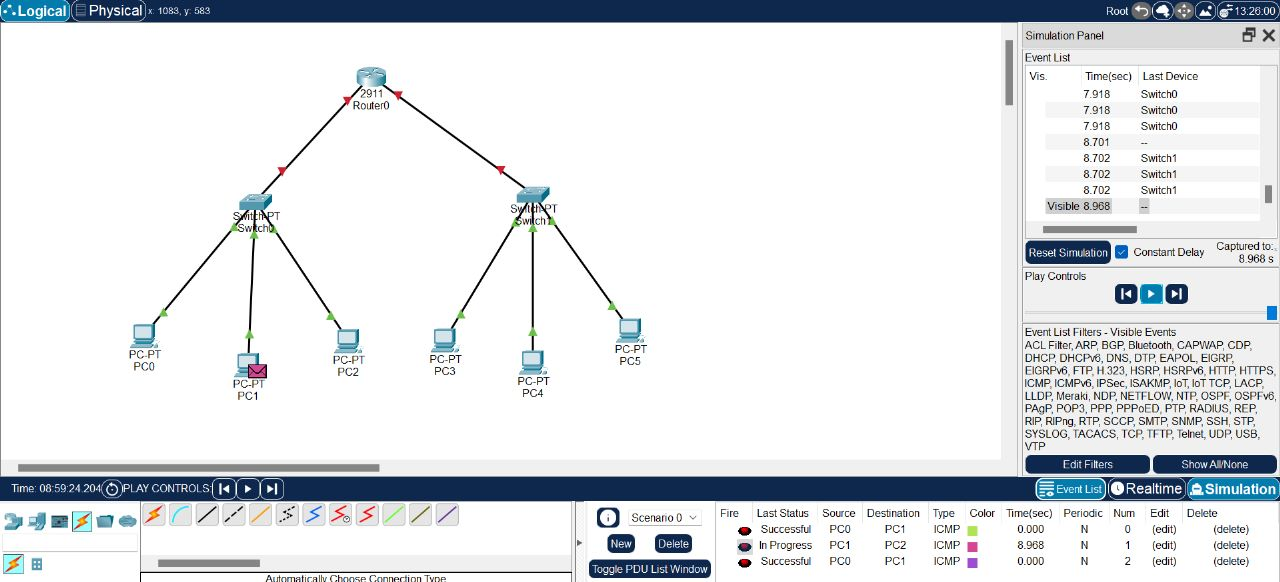 Logical Physical x: 1083, y: 583 Root 13:26:00
Simulation Panel
Event List
Vis. Time(sec) Last Device
7.918 Switch0
7.918 Switch0
7.918 Switch0
8.701 --
8.702 Switch1
8.702 Switch1
8.702 Switch1
Visible 8.968 --
Reset Simulation Constant Delay Captured to:
8.968 s
Play Controls
Event List Filters - Visible Events
ACL Filter, ARP, BGP, Bluetooth, CAPWAP, CDP,
DHCP, DHCPv6, DNS, DTP, EAPOL, EIGRP,
EIGRPv6, FTP, H.323, HSRP, HSRPv6, HTTP, HTTPS,
ICMP, ICMPv6, IPSec, ISAKMP, IoT, IoT TCP, LACP,
LLDP, Meraki, NDP, NETFLOW, NTP, OSPF, OSPFv6,
PAgP, POP3, PPP, PPPoED, PTP, RADIUS, REP,
RIP, RIPng, RTP, SCCP, SMTP, SNMP, SSH, STP,
SYSLOG, TACACS, TCP, TFTP, Telnet, UDP, USB,
VTP
Edit Filters Show All/None
2911
Router0
Switch-PT
Switch0
Switch-PT
Switch1
PC-PT
PC0
PC-PT
PC1
PC-PT
PC2
PC-PT
PC3
PC-PT
PC4
PC-PT
PC5
Time: 08:59:24.204 PLAY CONTROLS: Event List Realtime Simulation
Automatically Choose Connection Type
Scenario 0
New Delete
Toggle PDU List Window
Fire Last Status Source Destination Type Color Time(sec) Periodic Num Edit Delete
Successful PC0 PC1 ICMP 0.000 N 0 (edit) (delete)
In Progress PC1 PC2 ICMP 8.968 N 1 (edit) (delete)
Successful PC0 PC1 ICMP 0.000 N 2 (edit) (delete)